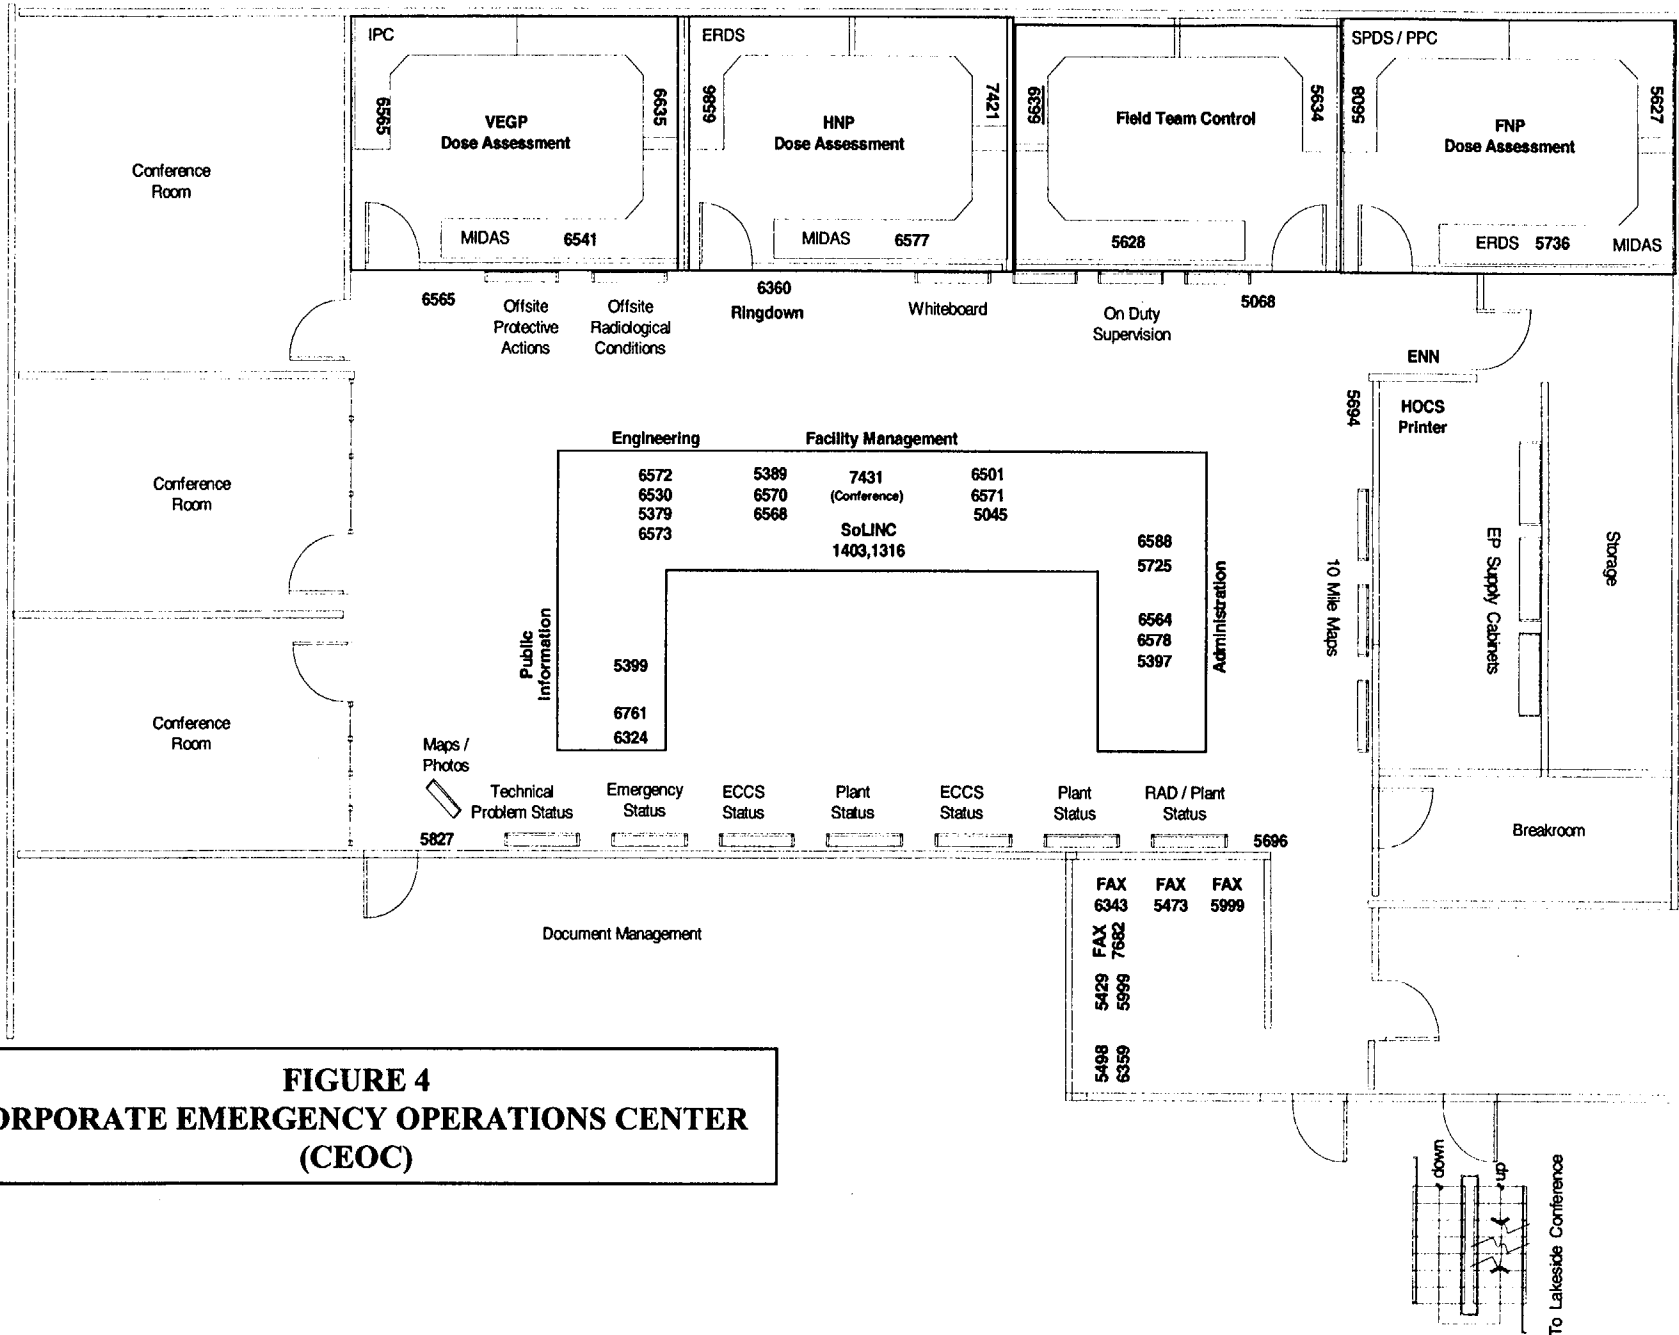 IPC
6565
6635
VEGP
Dose Assessment
MIDAS 6541
ERDS
6586
7421
HNP
Dose Assessment
MIDAS 6577
6399
5634
Field Team Control
5628
SPDS / PPC
5627
FNP
Dose Assessment
ERDS 5736 MIDAS
Conference
Room
6565
Offsite
Protective
Actions
Offsite
Radiological
Conditions
6360
Ringdown
Whiteboard
On Duty
Supervision
5068
ENN
5694
HOCS
Printer
Conference
Room
Engineering
Facility Management
6572
6530
5379
6573
5389
6570
6568
7431
(Conference)
SoLINC
1403,1316
6501
6571
5045
6588
5725
6564
6578
5397
Administration
10 Mile Maps
EP Supply Cabinets
Storage
Public
Information
5399
6761
6324
Conference
Room
Maps /
Photos
5827
Technical
Problem Status
Emergency
Status
ECCS
Status
Plant
Status
ECCS
Status
Plant
Status
RAD / Plant
Status
5696
Breakroom
Document Management
FAX
6343
FAX
5473
FAX
5999
FAX
7682
5429
5999
5498
6359
FIGURE 4
ORPORATE EMERGENCY OPERATIONS CENTER
(CEOC)
down
up
To Lakeside Conference